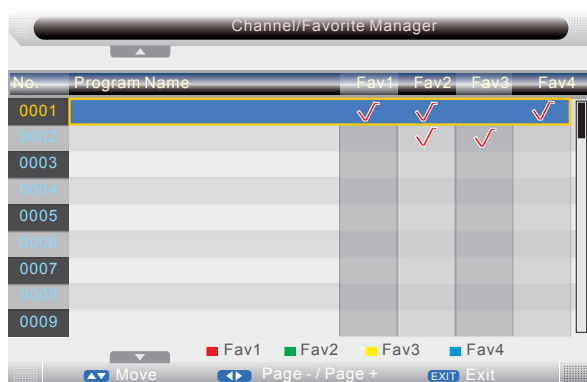 Channel/Favorite Manager
No. Program Name Fav1 Fav2 Fav3 Fav4
0001
0002
0003
0004
0005
0006
0007
0008
0009
Fav1 Fav2 Fav3 Fav4
Move Page - / Page + EXIT Exit